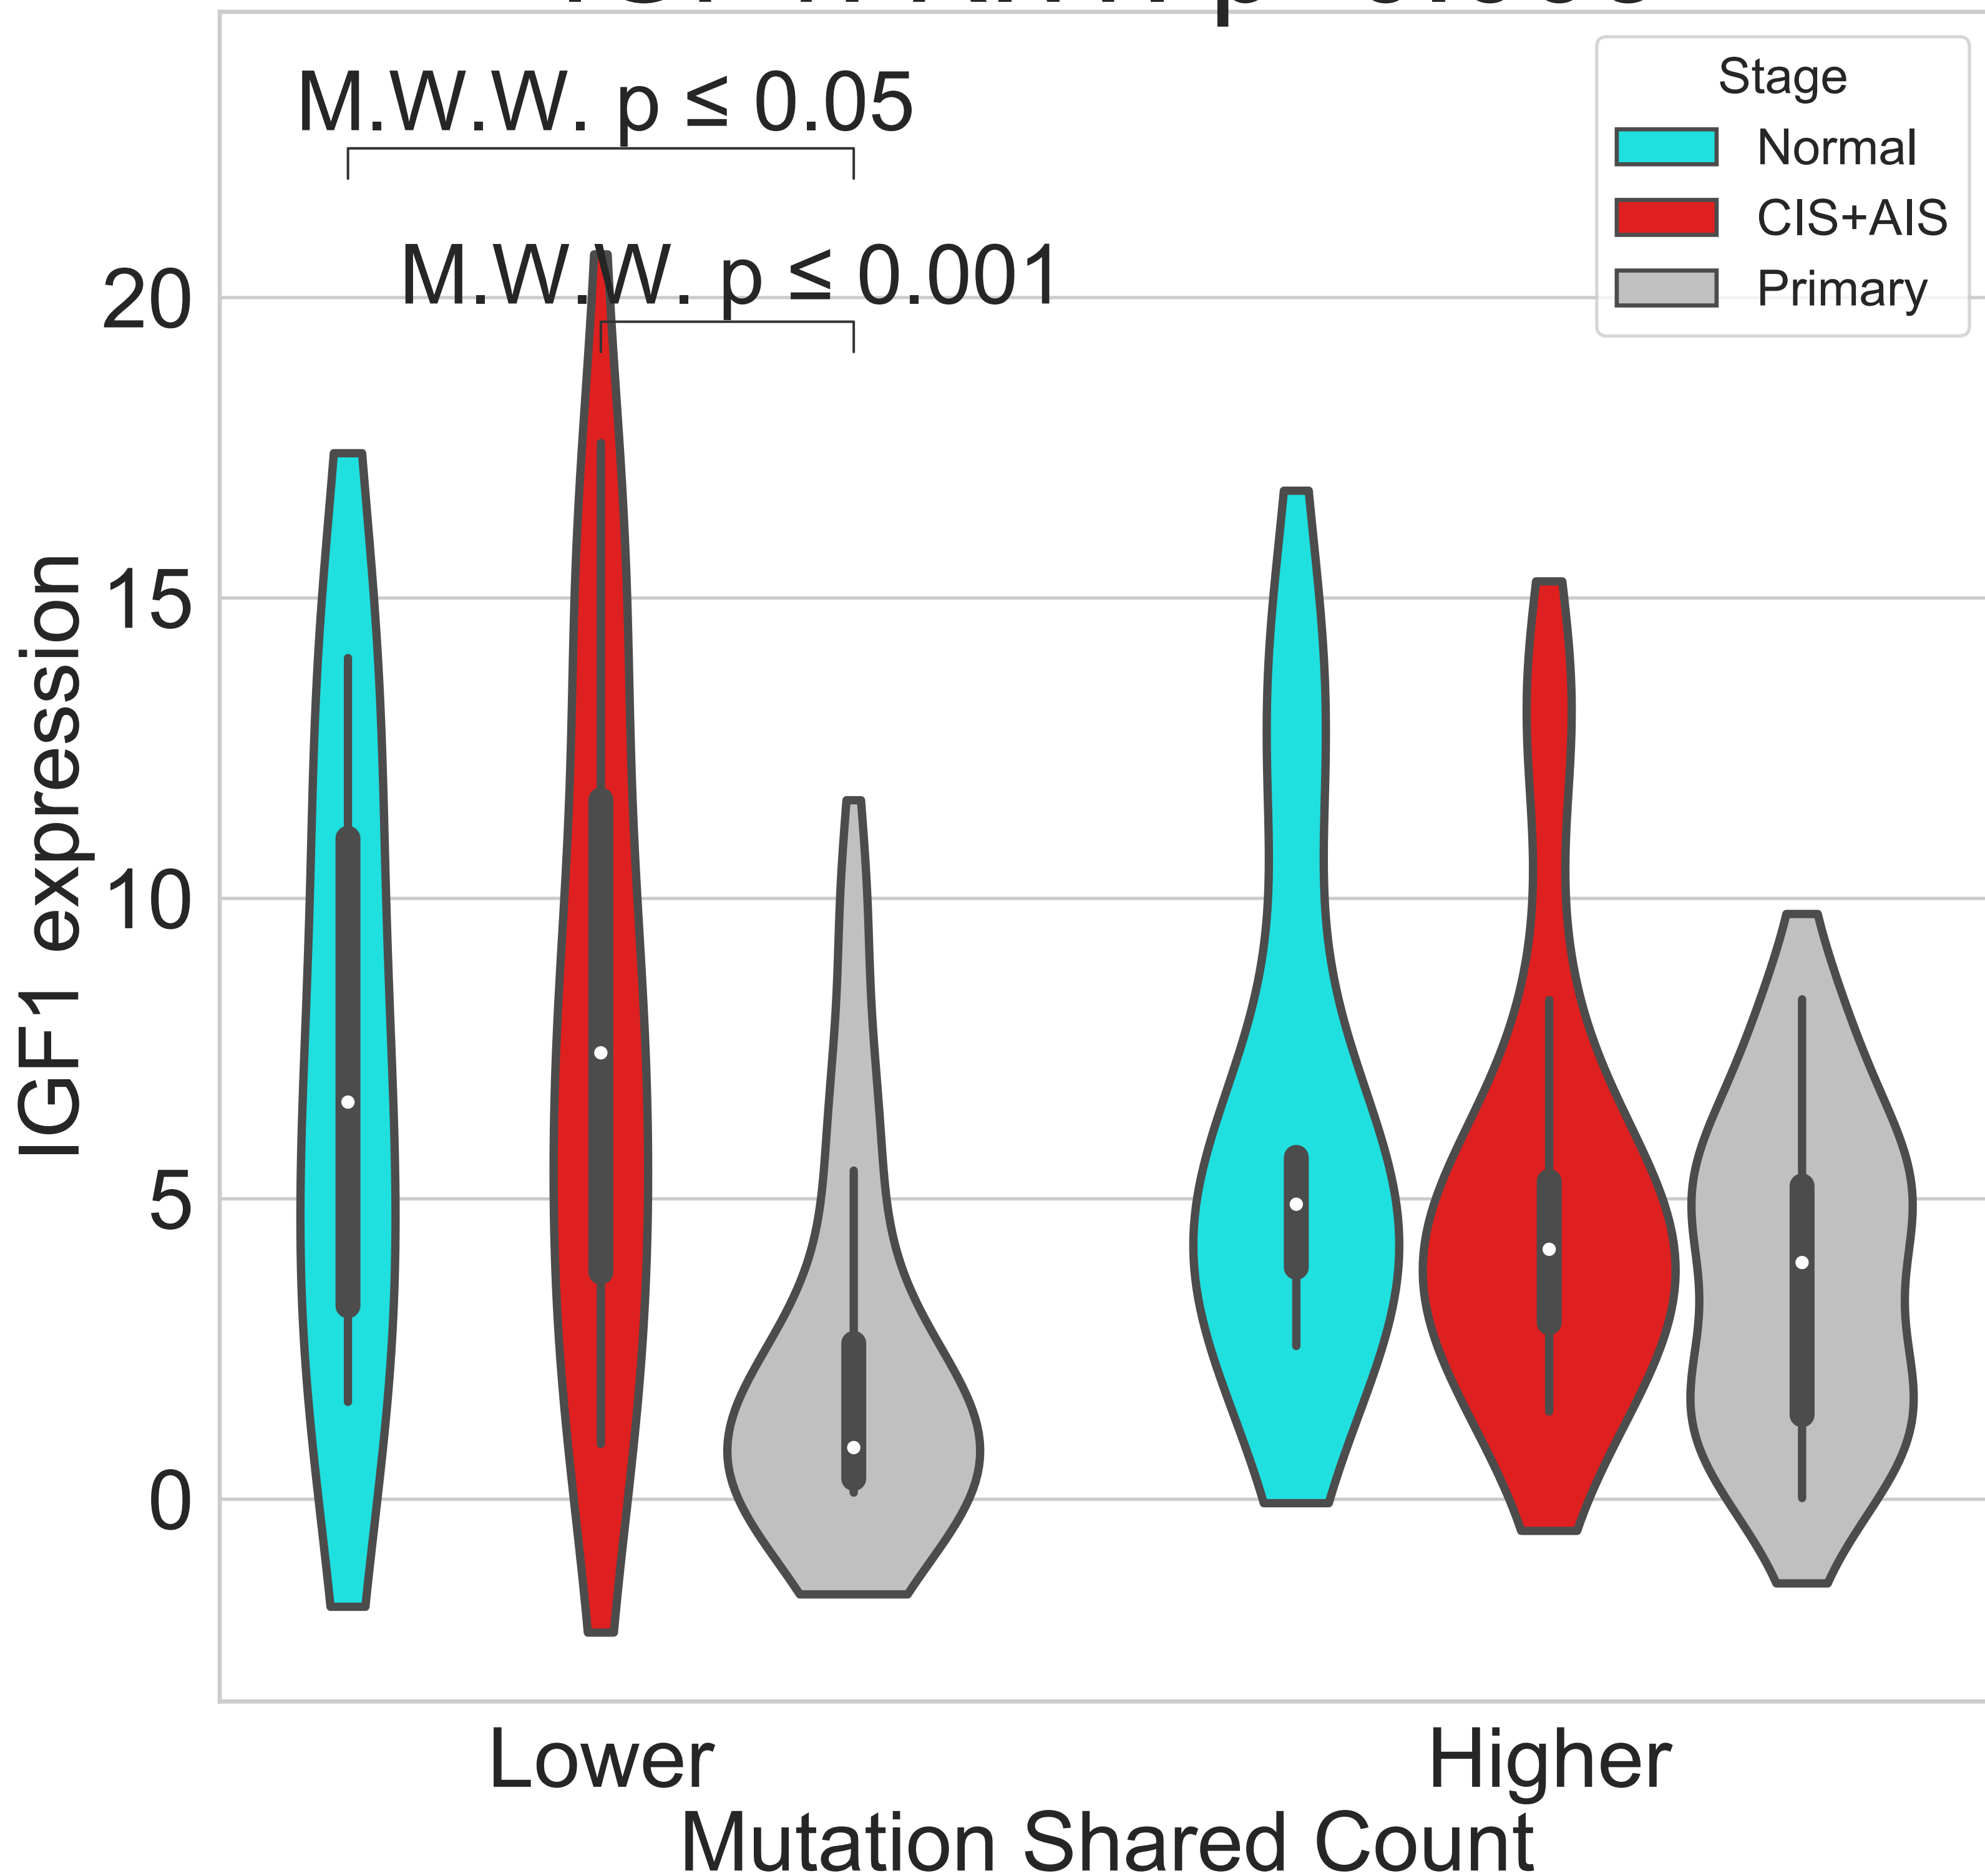 M.W.W. p ≤ 0.05
M.W.W. p ≤ 0.001
Stage
Normal
CIS+AIS
Primary
20
15
10
5
0
IGF1 expression
Lower
Higher
Mutation Shared Count